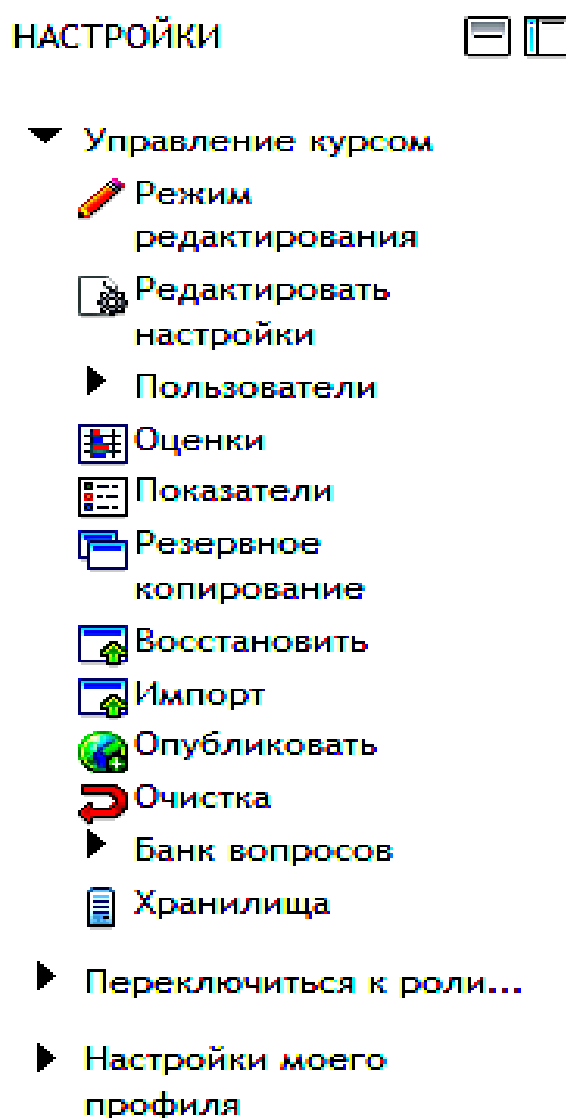 НАСТРОЙКИ
Управление курсом
Режим
редактирования
Редактировать
настройки
Пользователи
Оценки
Показатели
Резервное
копирование
Восстановить
Импорт
Опубликовать
Очистка
Банк вопросов
Хранилища
Переключиться к роли...
Настройки моего
профиля